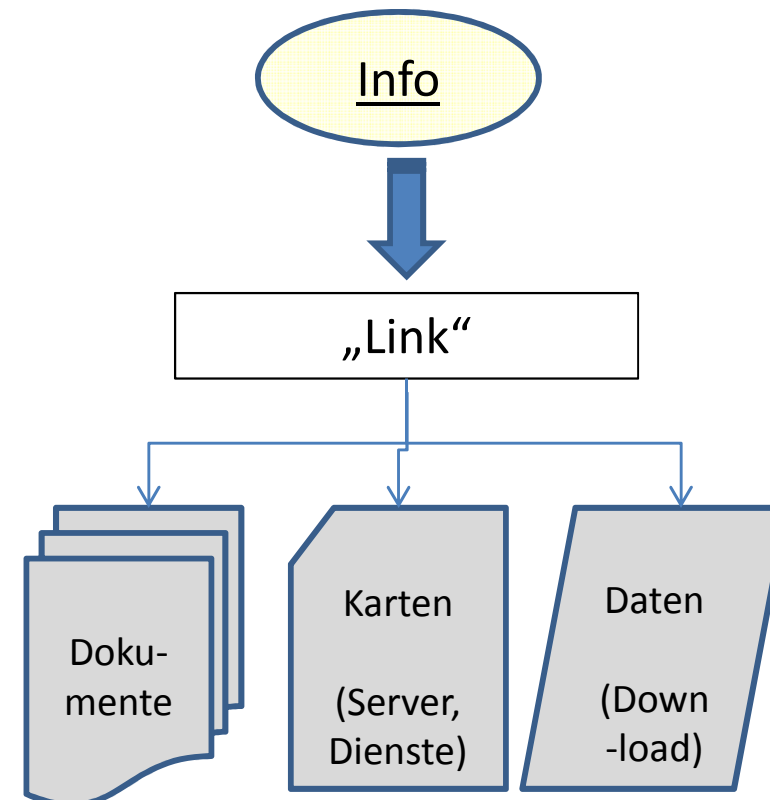 Info
„Link“
Doku-
mente
Karten
(Server,
Dienste)
Daten
(Down
-load)